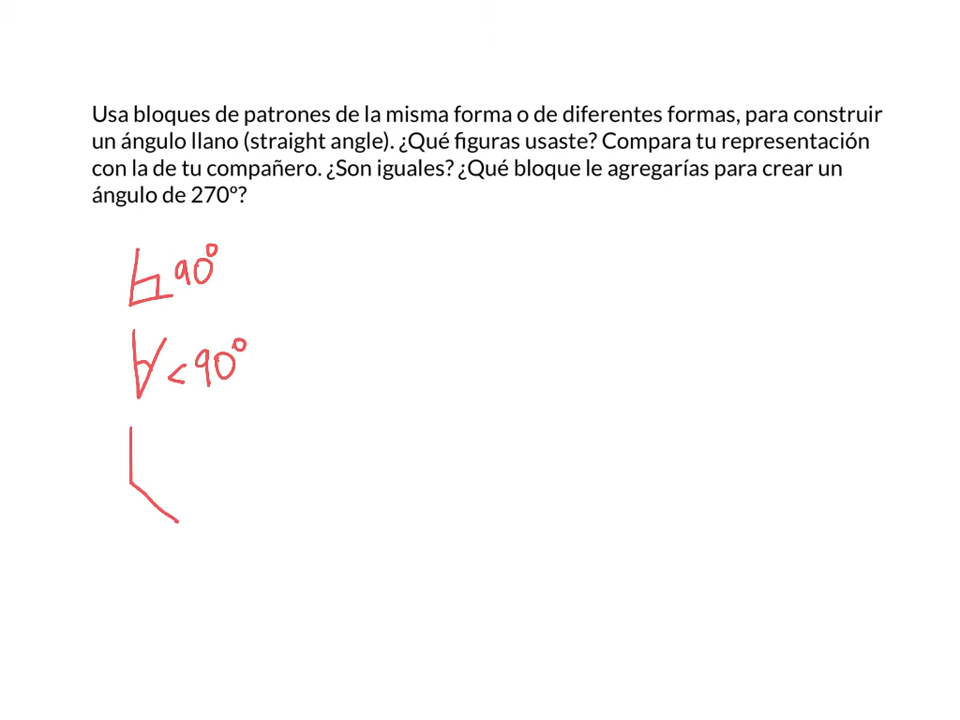 Usa bloques de patrones de la misma forma o de diferentes formas, para construir
un ángulo llano (straight angle). ¿Qué figuras usaste? Compara tu representación
con la de tu compañero. ¿Son iguales? ¿Qué bloque le agregarías para crear un
ángulo de 270º?
90°
< 90°